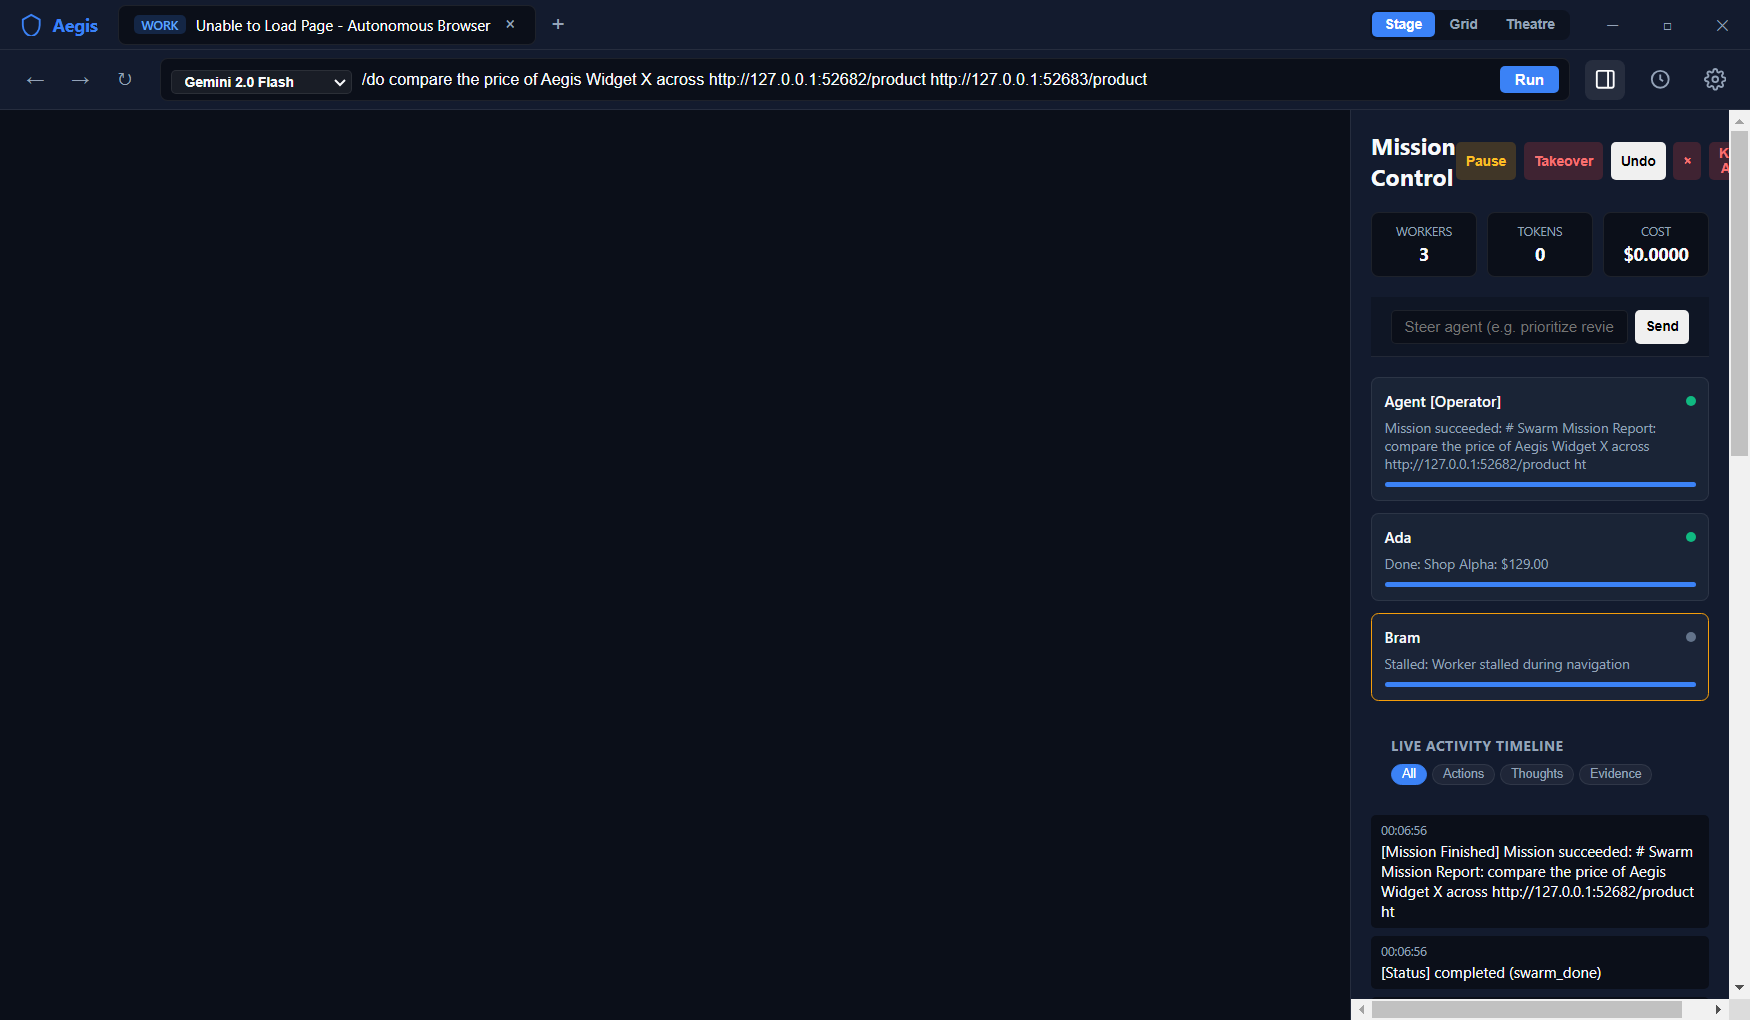 Aegis
WORK Unable to Load Page - Autonomous Browser × +
Stage Grid Theatre
Gemini 2.0 Flash /do compare the price of Aegis Widget X across http://127.0.0.1:52682/product http://127.0.0.1:52683/product Run
Mission
Control
Pause Takeover Undo ×
WORKERS TOKENS COST
3 0 $0.0000
Steer agent (e.g. prioritize revie Send
Agent [Operator]
Mission succeeded: # Swarm Mission Report:
compare the price of Aegis Widget X across
http://127.0.0.1:52682/product ht
Ada
Done: Shop Alpha: $129.00
Bram
Stalled: Worker stalled during navigation
LIVE ACTIVITY TIMELINE
All Actions Thoughts Evidence
00:06:56
[Mission Finished] Mission succeeded: # Swarm
Mission Report: compare the price of Aegis
Widget X across http://127.0.0.1:52682/product
ht
00:06:56
[Status] completed (swarm_done)